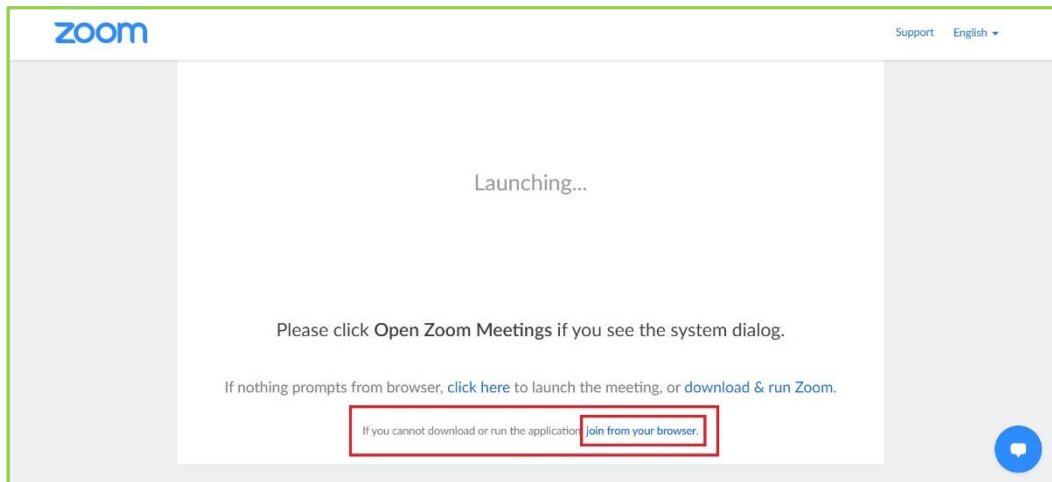 zoom
Support English
Launching...
Please click Open Zoom Meetings if you see the system dialog.
If nothing prompts from browser, click here to launch the meeting, or download & run Zoom.
If you cannot download or run the application, join from your browser.